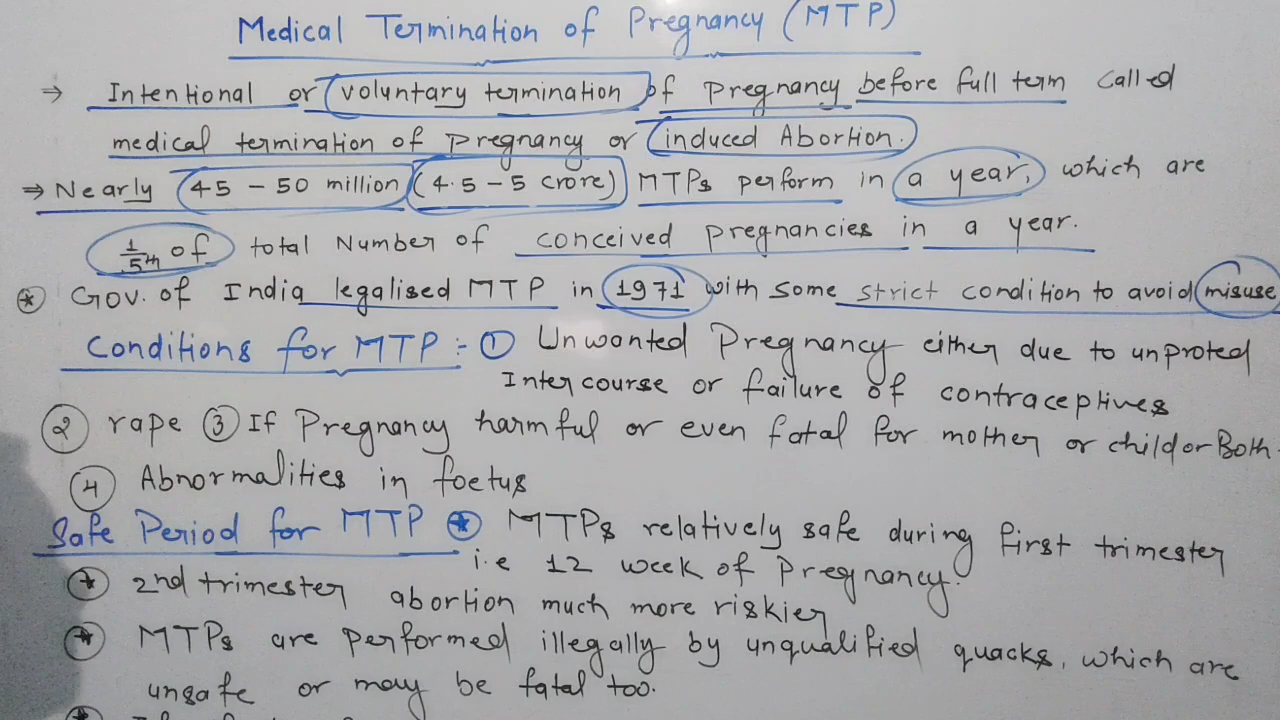 Medical Termination of Pregnancy (MTP)
→ Intentional or voluntary termination of Pregnancy before full term called
medical termination of pregnancy or induced Abortion.
⇒ Nearly 45 - 50 million (4.5 - 5 crore) MTPs perform in a year, which are
1/5th of total Number of conceived pregnancies in a year.
* Gov. of India legalised MTP in 1971 with some strict condition to avoid misuse
Conditions for MTP :- ① Unwanted Pregnancy either due to unproted
Intercourse or failure of contraceptives
② rape ③ If Pregnancy harmful or even fatal for mother or child or Both.
④ Abnormalities in foetus
Safe Period for MTP * MTPs relatively safe during first trimester
i.e 12 week of Pregnancy.
* 2nd trimester abortion much more riskier
* MTPs are performed illegally by unqualified quacks, which are
unsafe or may be fatal too.